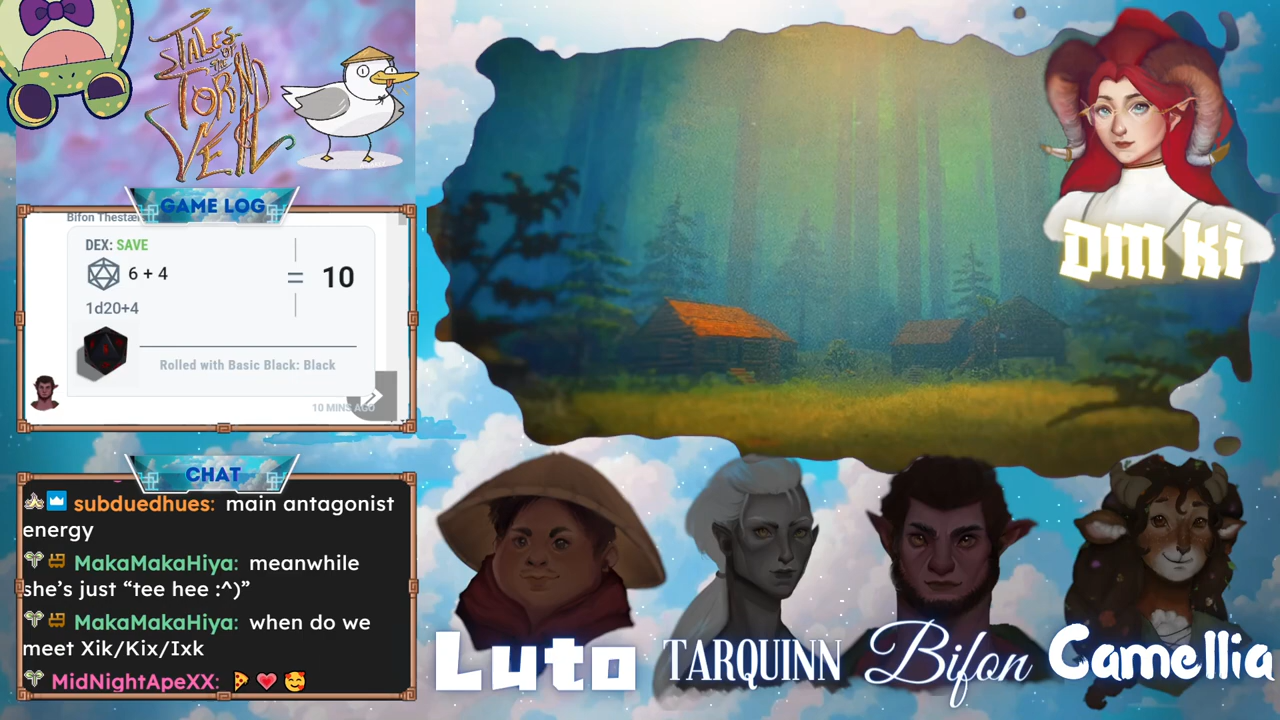 TALES
OF THE
TORN
VEIL
GAME LOG
DEX: SAVE
6 + 4
= 10
1d20+4
Rolled with Basic Black: Black
10 MINS AGO
CHAT
subduedhues: main antagonist
energy
MakaMakaHiya: meanwhile
she's just “tee hee :^)”
MakaMakaHiya: when do we
meet Xik/Kix/Ixk
MidNightApeXX: 🍕 ❤️ 🥰
DM Ki
Luto
TARQUINN
Bifon
Camellia